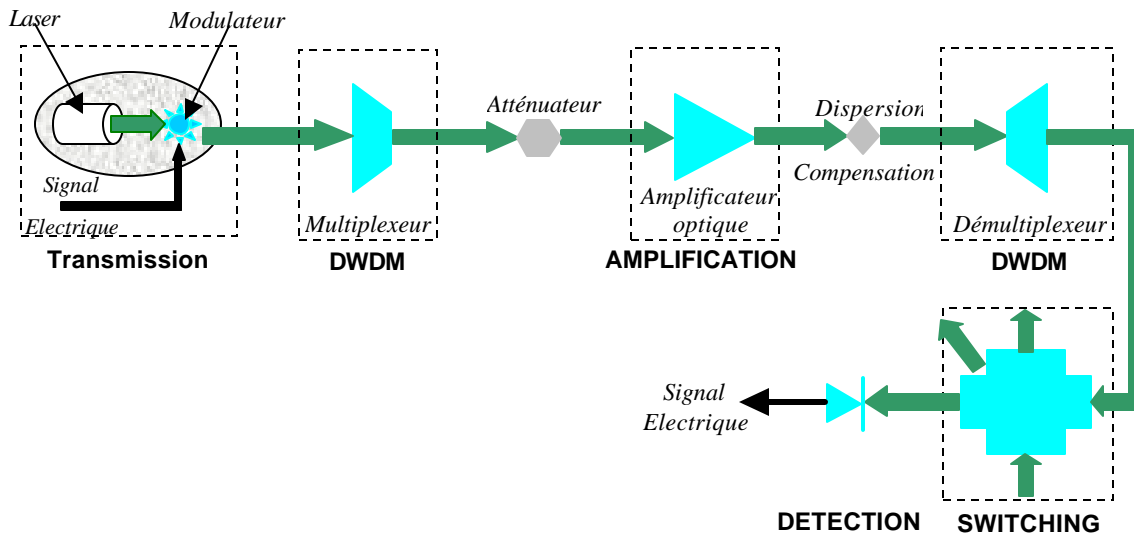 Laser
Modulateur
Signal
Electrique
Transmission
Multiplexeur
DWDM
Atténuateur
Amplificateur
optique
AMPLIFICATION
Dispersion
Compensation
Démultiplexeur
DWDM
Signal
Electrique
DETECTION
SWITCHING